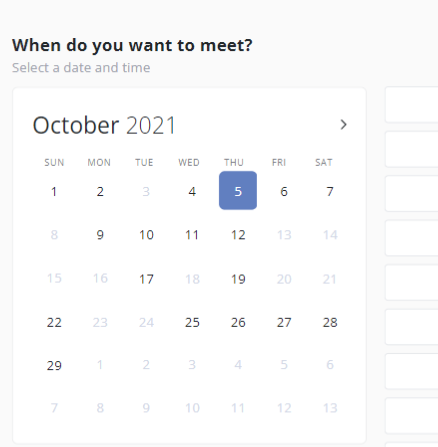 When do you want to meet?
Select a date and time
October 2021 >
SUN MON TUE WED THU FRI SAT
1 2 3 4 5 6 7
8 9 10 11 12 13 14
15 16 17 18 19 20 21
22 23 24 25 26 27 28
29 1 2 3 4 5 6
7 8 9 10 11 12 13